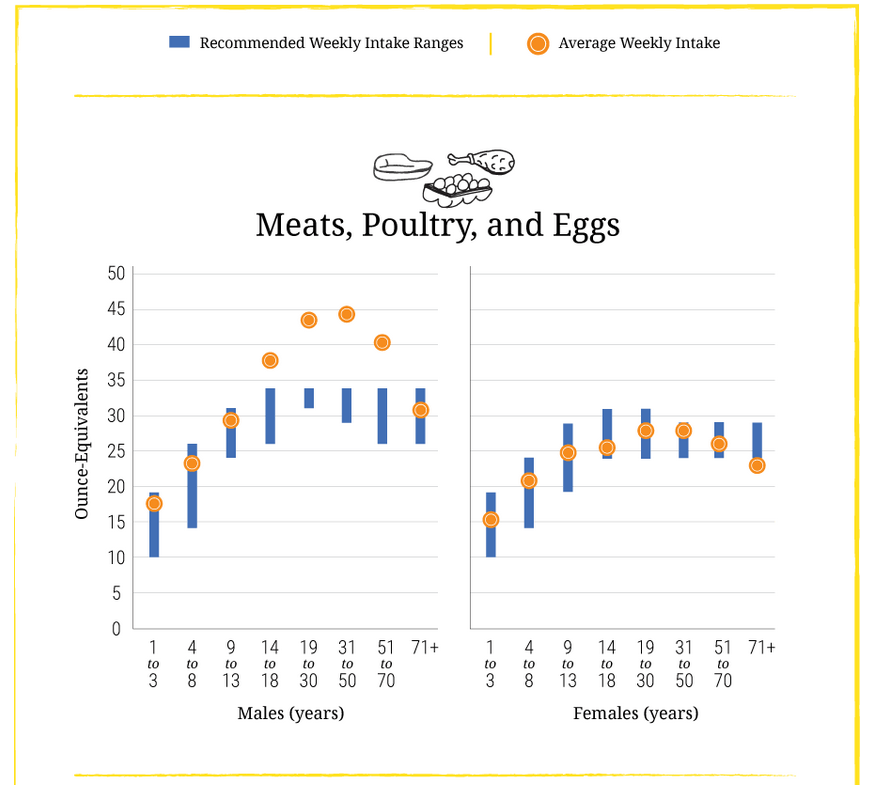 Recommended Weekly Intake Ranges
Average Weekly Intake
Meats, Poultry, and Eggs
Ounce-Equivalents
50
45
40
35
30
25
20
15
10
5
0
1 to 3
4 to 8
9 to 13
14 to 18
19 to 30
31 to 50
51 to 70
71+
Males (years)
1 to 3
4 to 8
9 to 13
14 to 18
19 to 30
31 to 50
51 to 70
71+
Females (years)